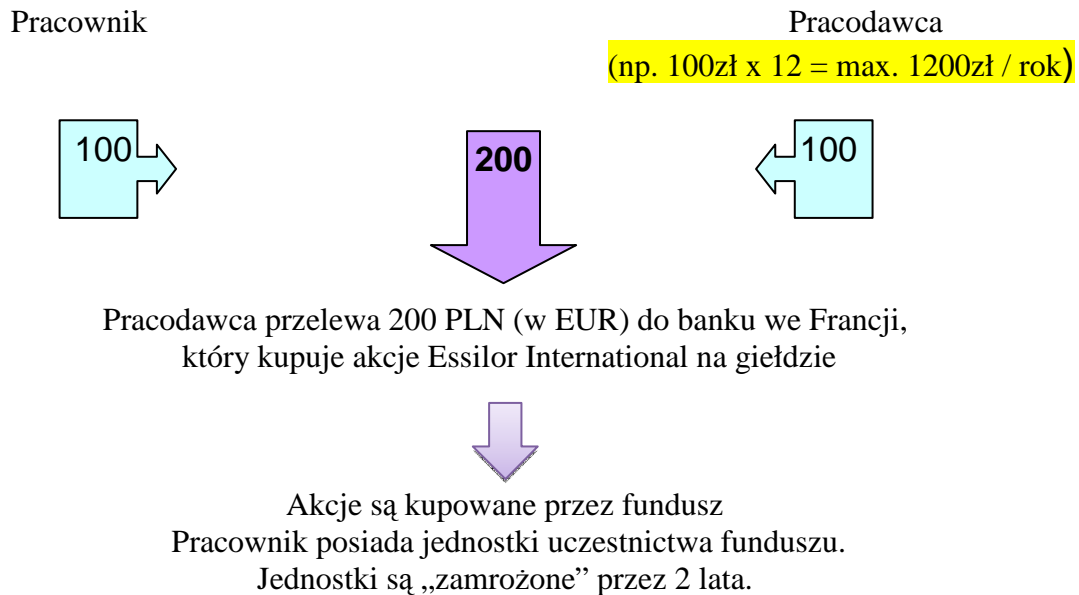 Pracownik
Pracodawca
(np. 100zł x 12 = max. 1200zł / rok)
100
200
100
Pracodawca przelewa 200 PLN (w EUR) do banku we Francji,
który kupuje akcje Essilor International na giełdzie
Akcje są kupowane przez fundusz
Pracownik posiada jednostki uczestnictwa funduszu.
Jednostki są „zamrożone” przez 2 lata.